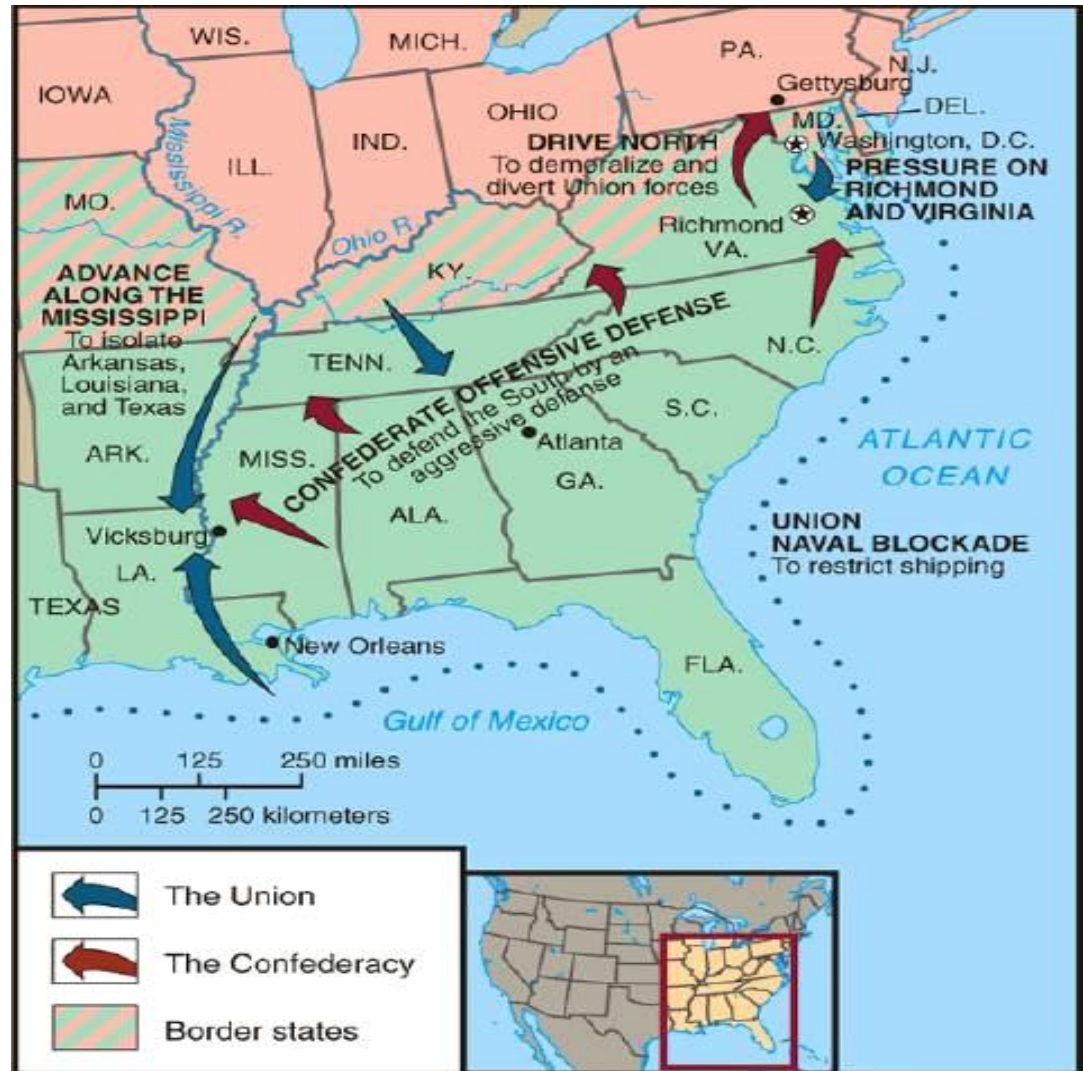 WIS.
MICH.
PA.
N.J.
IOWA
Gettysburg
OHIO
DEL.
IND.
MD.
DRIVE NORTH
To demoralize and
divert Union forces
Washington, D.C.
PRESSURE ON
RICHMOND
AND VIRGINIA
Mississippi R.
ILL.
MO.
Ohio R.
Richmond
VA.
KY.
ADVANCE
ALONG THE
MISSISSIPPI
To isolate
Arkansas,
Louisiana,
and Texas
TENN.
N.C.
CONFEDERATE OFFENSIVE DEFENSE
To defend the South by an
aggressive defense
S.C.
ATLANTIC
OCEAN
ARK.
MISS.
Atlanta
GA.
ALA.
Vicksburg
UNION
NAVAL BLOCKADE
To restrict shipping
LA.
TEXAS
New Orleans
FLA.
Gulf of Mexico
0 125 250 miles
0 125 250 kilometers
The Union
The Confederacy
Border states